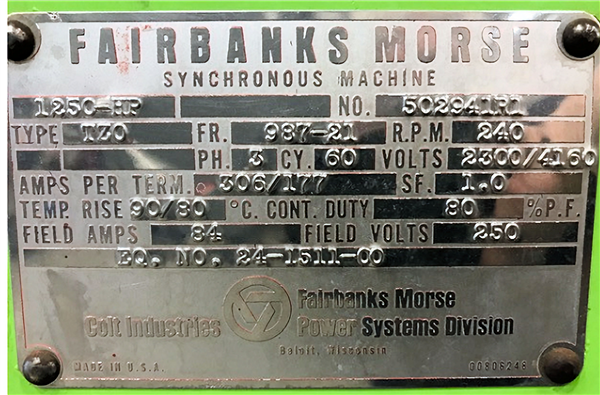 FAIRBANKS MORSE
SYNCHRONOUS MACHINE
1250-HP NO. 502941R1
TYPE TZO FR. 987-21 R.P.M. 240
PH. 3 CY. 60 VOLTS 2300/4160
AMPS PER TERM. 306/177 SF. 1.0
TEMP. RISE 90/80 °C. CONT. DUTY 80 % P.F.
FIELD AMPS 84 FIELD VOLTS 250
EQ. NO. 24-1511-00
Colt Industries Fairbanks Morse
Power Systems Division
Beloit, Wisconsin
MADE IN U.S.A.